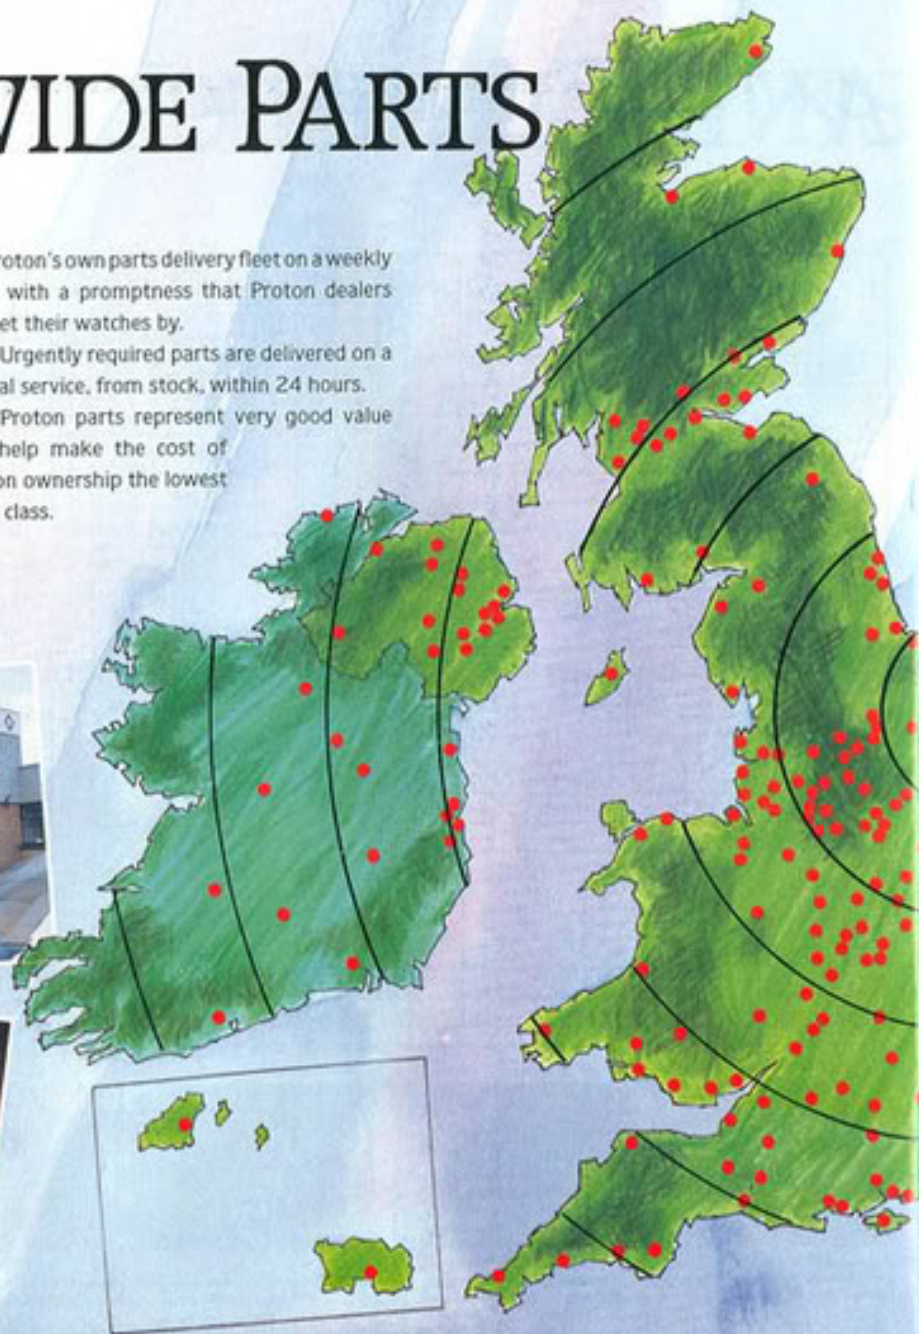 WIDE PARTS
roton's own parts delivery fleet on a weekly
with a promptness that Proton dealers
et their watches by.
Urgently required parts are delivered on a
al service, from stock, within 24 hours.
Proton parts represent very good value
help make the cost of
on ownership the lowest
class.